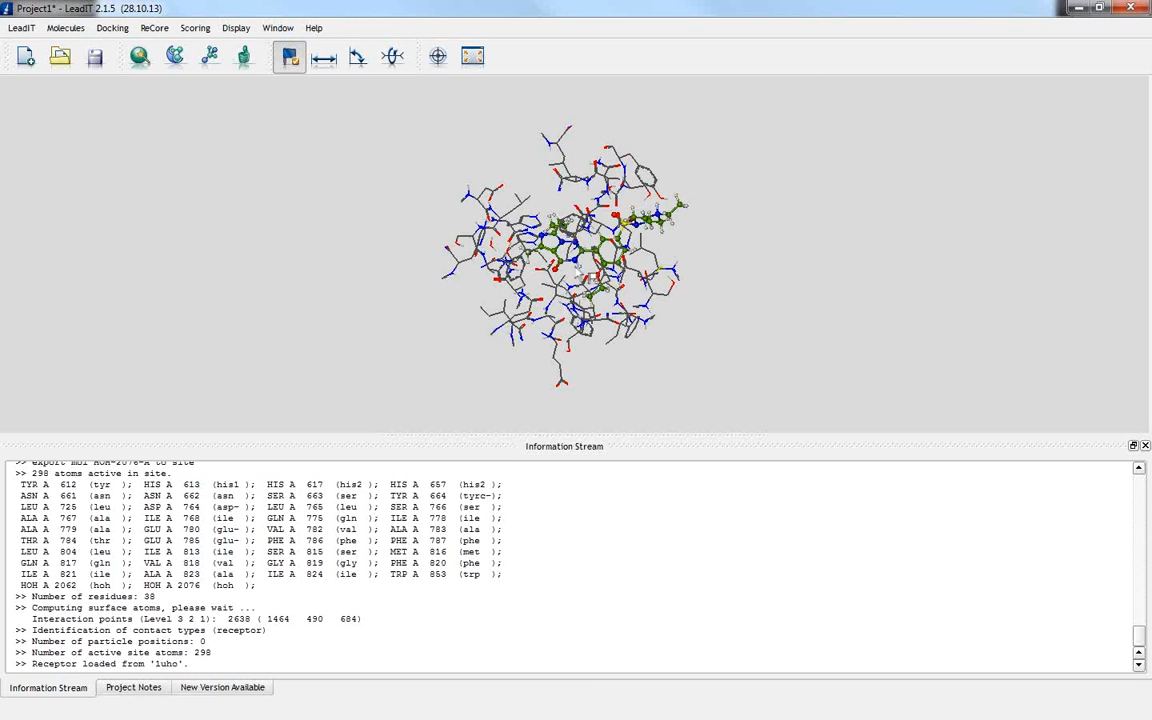 Project1* - LeadIT 2.1.5 (28.10.13)
LeadIT Molecules Docking ReCore Scoring Display Window Help
Information Stream
>> export mol HOH-2076-A to site
>> 298 atoms active in site.
TYR A 612 (tyr ); HIS A 613 (his1 ); HIS A 617 (his2 ); HIS A 657 (his2 );
ASN A 661 (asn ); ASN A 662 (asn ); SER A 663 (ser ); TYR A 664 (tyrc-);
LEU A 725 (leu ); ASP A 764 (asp- ); LEU A 765 (leu ); SER A 766 (ser );
ALA A 767 (ala ); ILE A 768 (ile ); GLN A 775 (gln ); ILE A 778 (ile );
ALA A 779 (ala ); GLU A 780 (glu- ); VAL A 782 (val ); ALA A 783 (ala );
THR A 784 (thr ); GLU A 785 (glu- ); PHE A 786 (phe ); PHE A 787 (phe );
LEU A 804 (leu ); ILE A 813 (ile ); SER A 815 (ser ); MET A 816 (met );
GLN A 817 (gln ); VAL A 818 (val ); GLY A 819 (gly ); PHE A 820 (phe );
ILE A 821 (ile ); ALA A 823 (ala ); ILE A 824 (ile ); TRP A 853 (trp );
HOH A 2062 (hoh ); HOH A 2076 (hoh );
>> Number of residues: 38
>> Computing surface atoms, please wait ...
Interaction points (Level 3 2 1): 2638 ( 1464 490 684)
>> Identification of contact types (receptor)
>> Number of particle positions: 0
>> Number of active site atoms: 298
>> Receptor loaded from '1uho'.
Information Stream Project Notes New Version Available